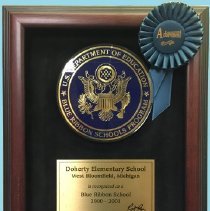 U.S. DEPARTMENT OF EDUCATION
BLUE RIBBON SCHOOLS PROGRAM
Doherty Elementary School
West Bloomfield, Michigan
is recognized as a
Blue Ribbon School
2000 - 2001